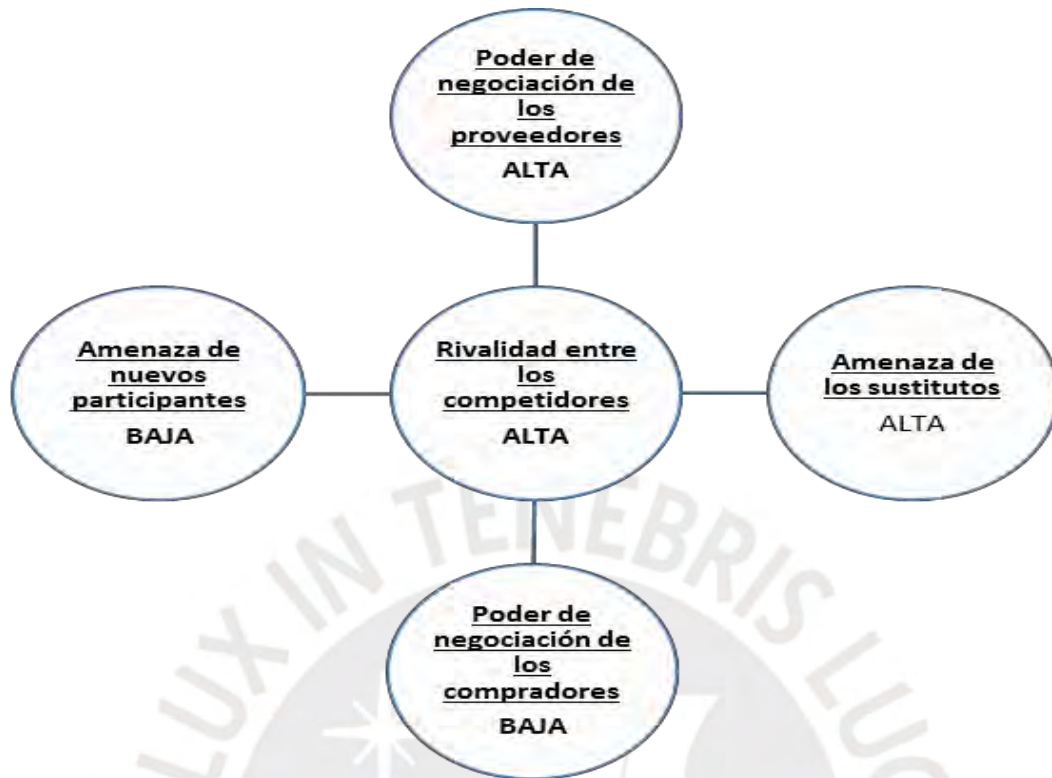 Poder de
negociación de
los
proveedores
ALTA
Amenaza de
nuevos
participantes
BAJA
Rivalidad entre
los
competidores
ALTA
Amenaza de
los sustitutos
ALTA
Poder de
negociación de
los
compradores
BAJA
LUX IN TENEBRIS LUC